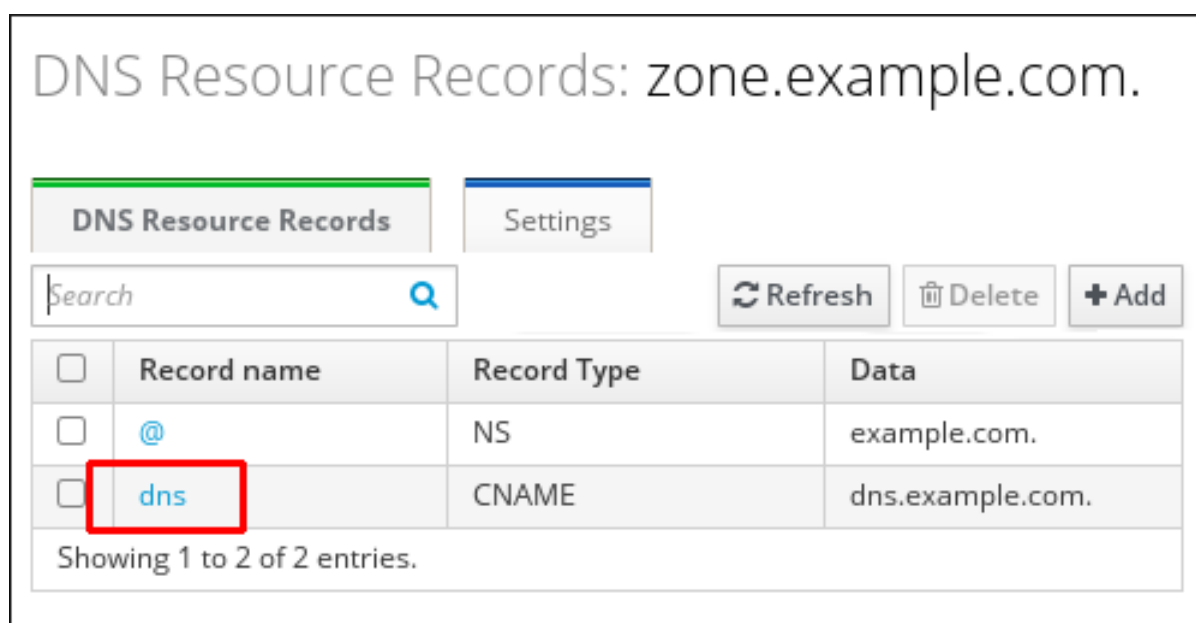 DNS Resource Records: zone.example.com.
DNS Resource Records Settings
Search Refresh Delete Add
Record name Record Type Data
@ NS example.com.
dns CNAME dns.example.com.
Showing 1 to 2 of 2 entries.